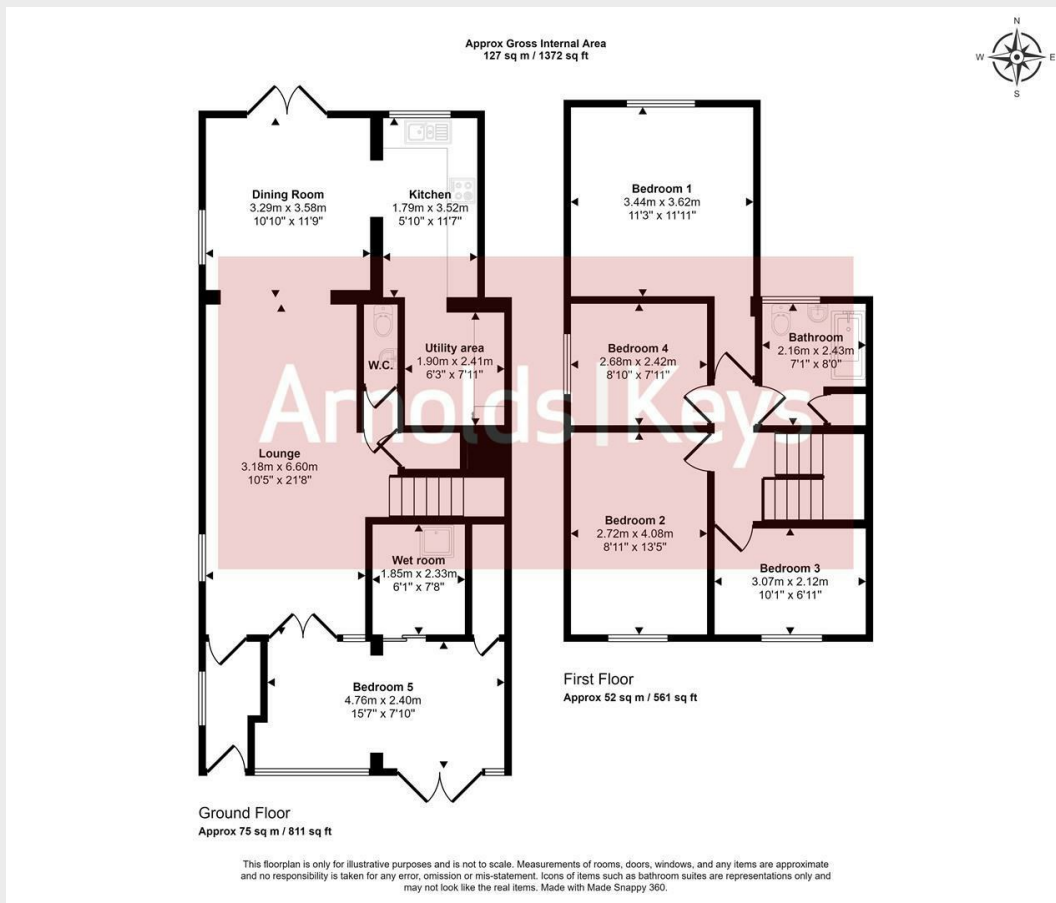 Approx Gross Internal Area
127 sq m / 1372 sq ft
N
W
E
S
Dining Room
3.29m x 3.58m
10'10" x 11'9"
Kitchen
1.79m x 3.52m
5'10" x 11'7"
Utility area
1.90m x 2.41m
6'3" x 7'11"
W.C.
Lounge
3.18m x 6.60m
10'5" x 21'8"
Wet room
1.85m x 2.33m
6'1" x 7'8"
Bedroom 5
4.76m x 2.40m
15'7" x 7'10"
Ground Floor
Approx 75 sq m / 811 sq ft
Bedroom 1
3.44m x 3.62m
11'3" x 11'11"
Bedroom 4
2.68m x 2.42m
8'10" x 7'11"
Bathroom
2.16m x 2.43m
7'1" x 8'0"
Bedroom 2
2.72m x 4.08m
8'11" x 13'5"
Bedroom 3
3.07m x 2.12m
10'1" x 6'11"
First Floor
Approx 52 sq m / 561 sq ft
Arnolds | Keys
This floorplan is only for illustrative purposes and is not to scale. Measurements of rooms, doors, windows, and any items are approximate
and no responsibility is taken for any error, omission or mis-statement. Icons of items such as bathroom suites are representations only and
may not look like the real items. Made with Made Snappy 360.